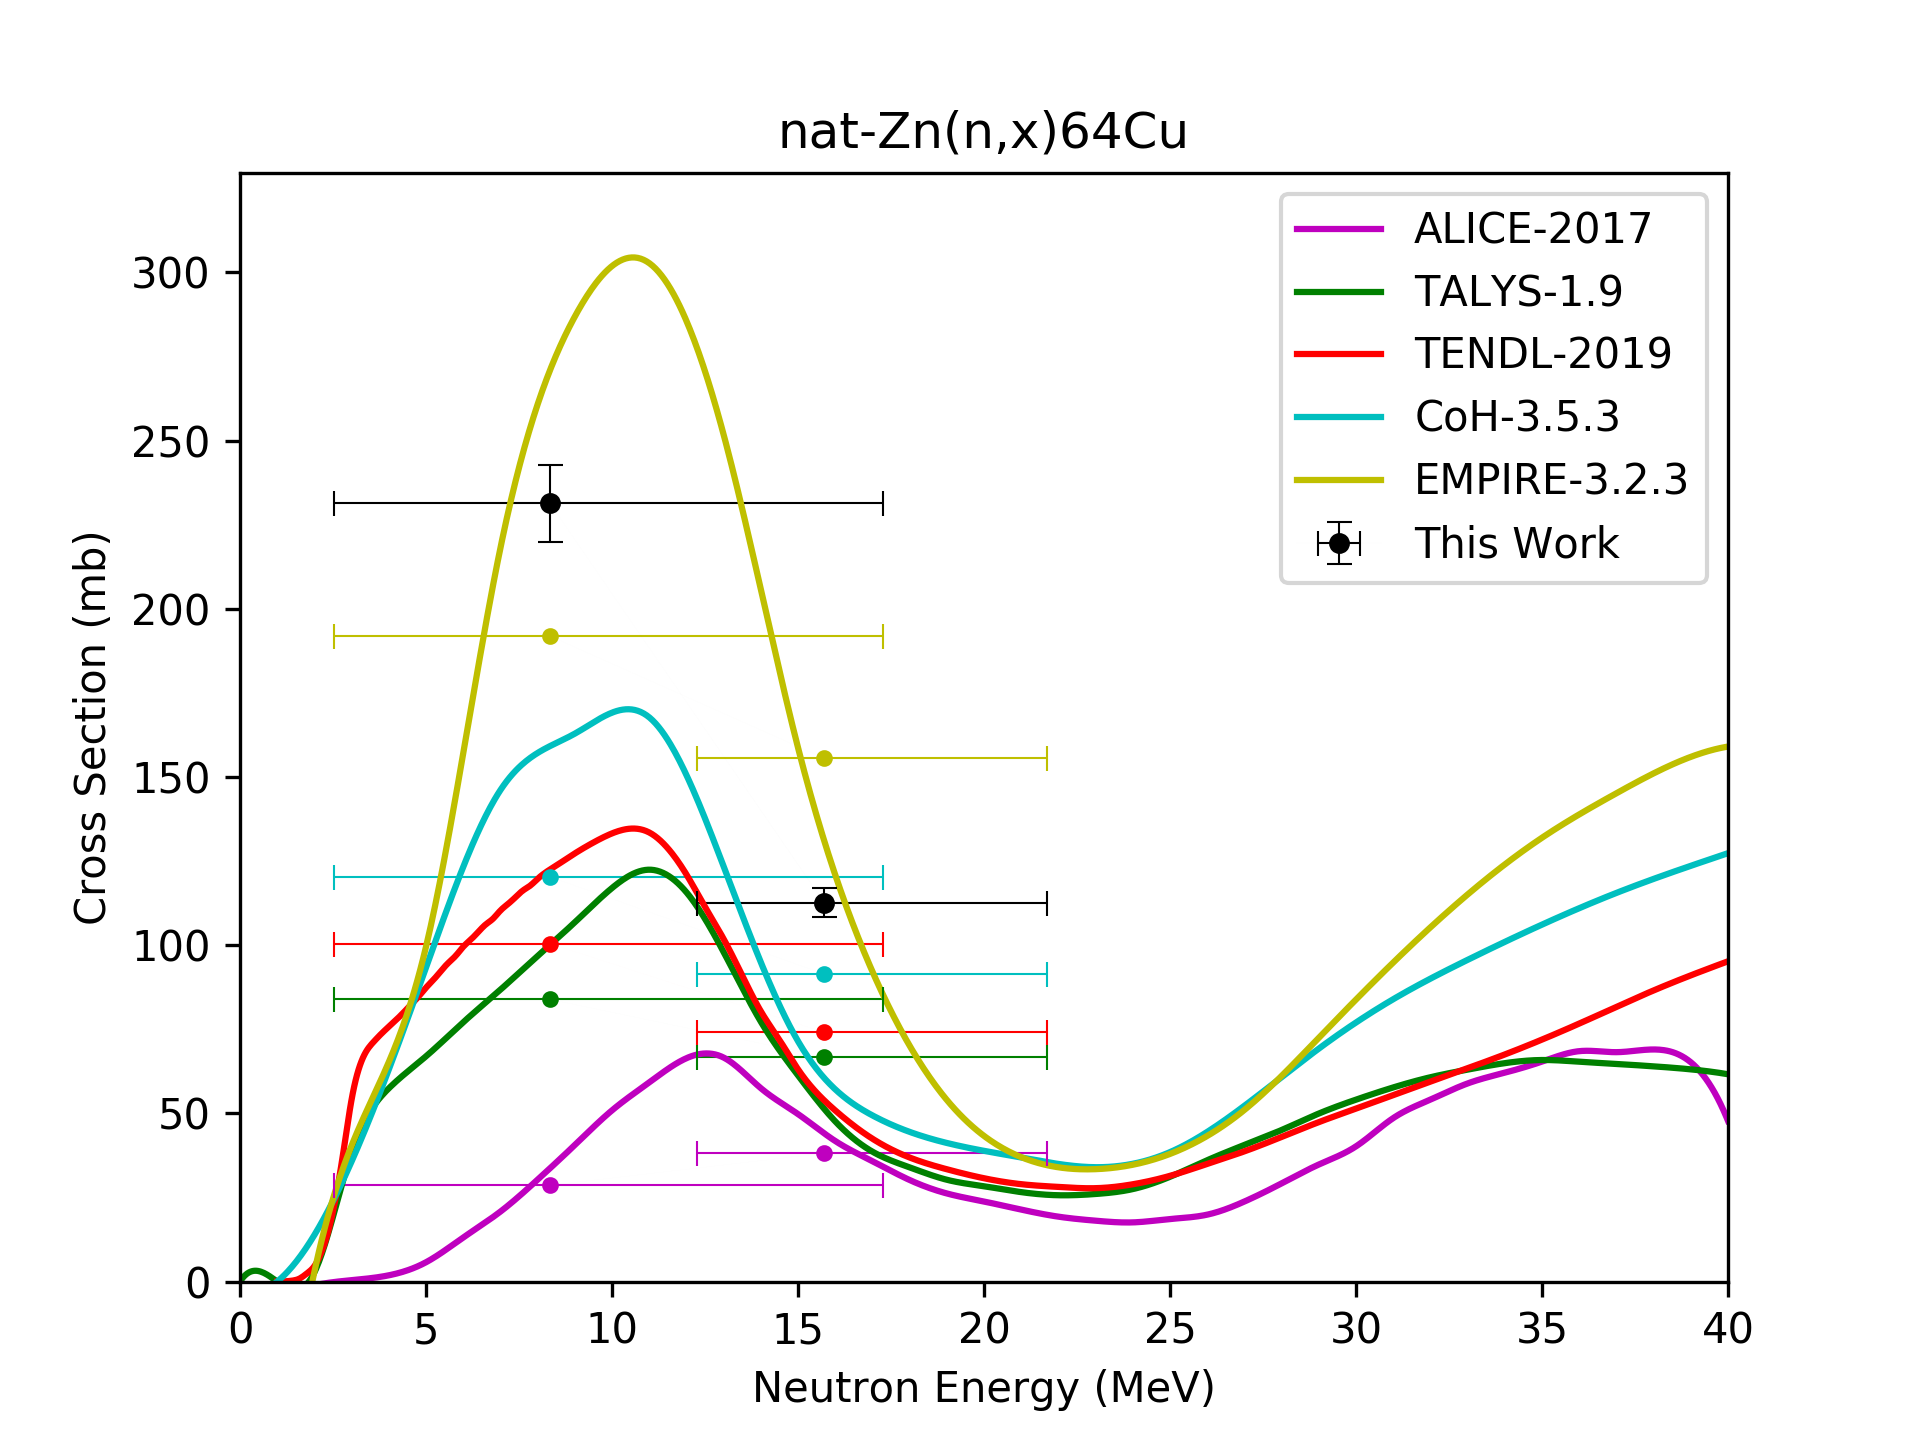 nat-Zn(n,x)64Cu
ALICE-2017
TALYS-1.9
TENDL-2019
CoH-3.5.3
EMPIRE-3.2.3
This Work
Cross Section (mb)
300
250
200
150
100
50
0
0 5 10 15 20 25 30 35 40
Neutron Energy (MeV)